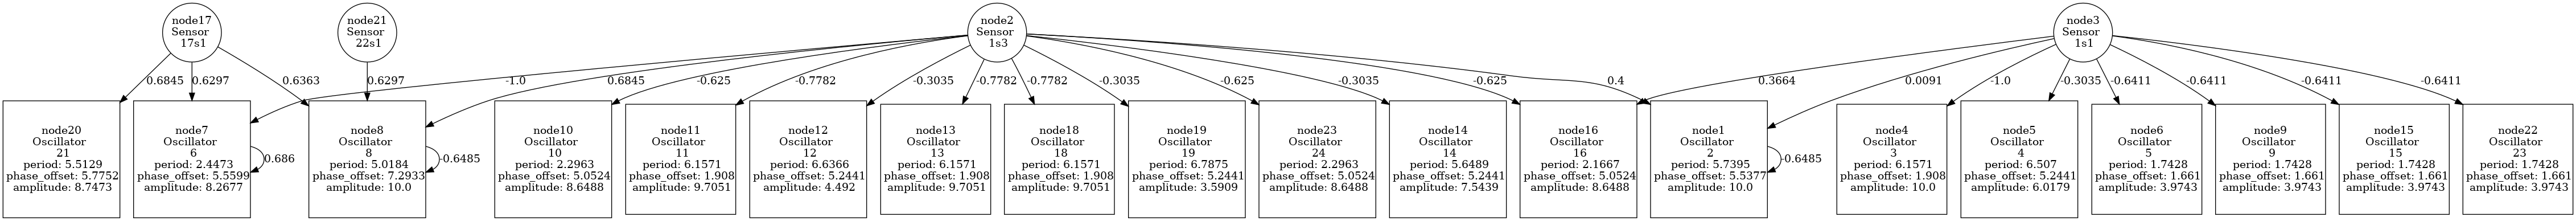 node17
Sensor
17s1
node21
Sensor
22s1
node2
Sensor
1s3
node3
Sensor
1s1
0.6845
0.6297
0.6363
0.6297
-1.0
0.6845
-0.625
-0.7782
-0.3035
-0.7782
-0.7782
-0.3035
-0.625
-0.3035
-0.625
0.4
0.3664
0.0091
-1.0
-0.3035
-0.6411
-0.6411
-0.6411
-0.6411
node20
Oscillator
21
period: 5.5129
phase_offset: 5.7752
amplitude: 8.7473
node7
Oscillator
6
period: 2.4473
phase_offset: 5.5599
amplitude: 8.2677
0.686
node8
Oscillator
8
period: 5.0184
phase_offset: 7.2933
amplitude: 10.0
-0.6485
node10
Oscillator
10
period: 2.2963
phase_offset: 5.0524
amplitude: 8.6488
node11
Oscillator
11
period: 6.1571
phase_offset: 1.908
amplitude: 9.7051
node12
Oscillator
12
period: 6.6366
phase_offset: 5.2441
amplitude: 4.492
node13
Oscillator
13
period: 6.1571
phase_offset: 1.908
amplitude: 9.7051
node18
Oscillator
18
period: 6.1571
phase_offset: 1.908
amplitude: 9.7051
node19
Oscillator
19
period: 6.7875
phase_offset: 5.2441
amplitude: 3.5909
node23
Oscillator
24
period: 2.2963
phase_offset: 5.0524
amplitude: 8.6488
node14
Oscillator
14
period: 5.6489
phase_offset: 5.2441
amplitude: 7.5439
node16
Oscillator
16
period: 2.1667
phase_offset: 5.0524
amplitude: 8.6488
node1
Oscillator
2
period: 5.7395
phase_offset: 5.5377
amplitude: 10.0
-0.6485
node4
Oscillator
3
period: 6.1571
phase_offset: 1.908
amplitude: 10.0
node5
Oscillator
4
period: 6.507
phase_offset: 5.2441
amplitude: 6.0179
node6
Oscillator
5
period: 1.7428
phase_offset: 1.661
amplitude: 3.9743
node9
Oscillator
9
period: 1.7428
phase_offset: 1.661
amplitude: 3.9743
node15
Oscillator
15
period: 1.7428
phase_offset: 1.661
amplitude: 3.9743
node22
Oscillator
23
period: 1.7428
phase_offset: 1.661
amplitude: 3.9743